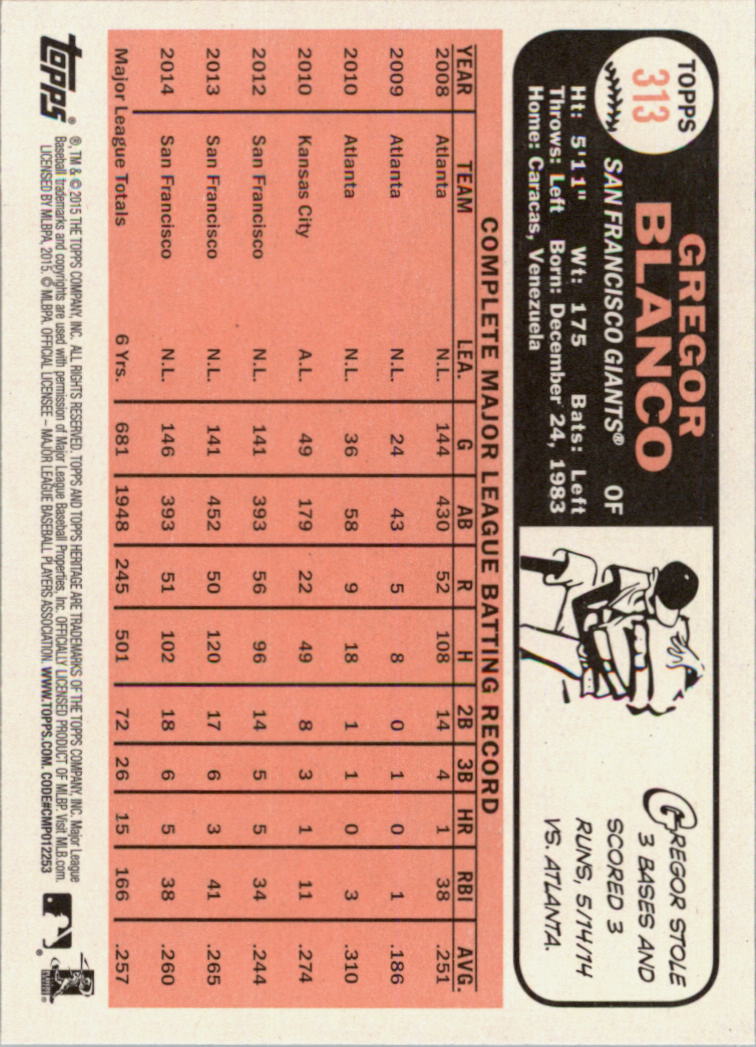 TOPPS
313
GREGOR
BLANCO
SAN FRANCISCO GIANTS® OF
Ht: 5'11" Wt: 175 Bats: Left
Throws: Left Born: December 24, 1983
Home: Caracas, Venezuela
GREGOR STOLE
3 BASES AND
SCORED 3
RUNS, 5/14/14
VS. ATLANTA.
COMPLETE MAJOR LEAGUE BATTING RECORD
YEAR TEAM LEA. G AB R H 2B 3B HR RBI AVG.
2008 Atlanta N.L. 144 430 52 108 14 4 1 38 .251
2009 Atlanta N.L. 24 43 5 8 0 1 0 1 .186
2010 Atlanta N.L. 36 58 9 18 1 1 0 3 .310
2010 Kansas City A.L. 49 179 22 49 8 3 1 11 .274
2012 San Francisco N.L. 141 393 56 96 14 5 5 34 .244
2013 San Francisco N.L. 141 452 50 120 17 6 3 41 .265
2014 San Francisco N.L. 146 393 51 102 18 6 5 38 .260
Major League Totals 6 Yrs. 681 1948 245 501 72 26 15 166 .257
topps®
®, TM & © 2015 THE TOPPS COMPANY, INC. ALL RIGHTS RESERVED. TOPPS AND TOPPS HERITAGE ARE TRADEMARKS OF THE TOPPS COMPANY, INC. Major League
Baseball trademarks and copyrights are used with permission of Major League Baseball Properties, Inc. OFFICIALLY LICENSED PRODUCT OF MLBP Visit MLB.com.
LICENSED BY MLBPA, 2015. © MLBPA. OFFICIAL LICENSEE – MAJOR LEAGUE BASEBALL PLAYERS ASSOCIATION. WWW.TOPPS.COM. CODE#CMP012253